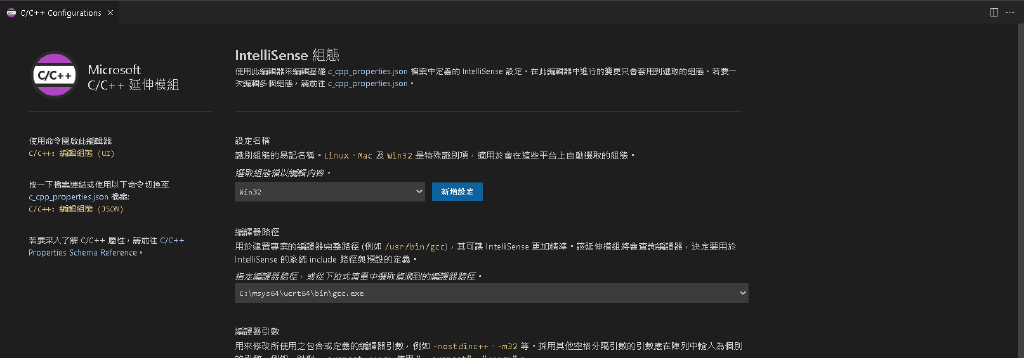 C/C++ Configurations
C/C++
Microsoft
C/C++ 延伸模組
使用命令開啟此編輯器
C/C++: 編輯組態 (UI)
按一下檔案連結或使用以下命令切換至
c_cpp_properties.json 檔案:
C/C++: 編輯組態 (JSON)
若要深入了解 C/C++ 屬性，請前往 C/C++
Properties Schema Reference。
IntelliSense 組態
使用此編輯器來編輯基礎 c_cpp_properties.json 檔案中定義的 IntelliSense 設定。在此編輯器中進行的變更只會套用到選取的組態。若要一
次編輯多個組態，請前往 c_cpp_properties.json。
設定名稱
識別組態的易記名稱。Linux、Mac 及 Win32 是特殊識別項，適用於會在這些平台上自動選取的組態。
選取組態檔以編輯內容。
Win32
新增設定
編譯器路徑
用於建置專案的編譯器完整路徑 (例如 /usr/bin/gcc)，其可讓 IntelliSense 更加精準。該延伸模組將會查詢編譯器，決定要用於
IntelliSense 的系統 include 路徑與預設的定義。
指定編譯器路徑，或從下拉式清單中選取偵測到的編譯器路徑。
C:\msys64\ucrt64\bin\gcc.exe
編譯器引數
用來修改所使用之包含或定義的編譯器引數，例如 -nostdinc++、-m32 等。採用其他空格分隔引數的引數應在陣列中輸入為個別